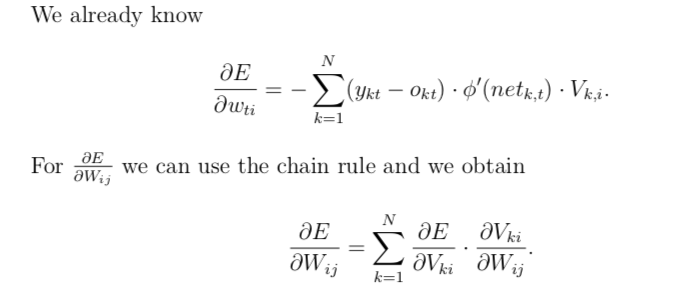 We already know
∂E/∂w_{ti} = − ∑_{k=1}^{N} (y_{kt} − o_{kt}) · ϕ′(net_{k,t}) · V_{k,i}.
For ∂E/∂W_{ij} we can use the chain rule and we obtain
∂E/∂W_{ij} = ∑_{k=1}^{N} ∂E/∂V_{ki} · ∂V_{ki}/∂W_{ij}.